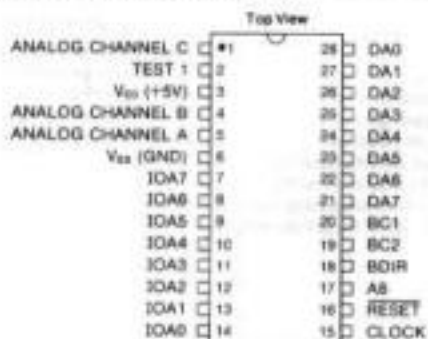 Top View
ANALOG CHANNEL C 1 28 DA0
TEST 1 2 27 DA1
VDD (+5V) 3 26 DA2
ANALOG CHANNEL B 4 25 DA3
ANALOG CHANNEL A 5 24 DA4
VSS (GND) 6 23 DA5
IOA7 7 22 DA6
IOA6 8 21 DA7
IOA5 9 20 BC1
IOA4 10 19 BC2
IOA3 11 18 BDIR
IOA2 12 17 A8
IOA1 13 16 RESET
IOA0 14 15 CLOCK